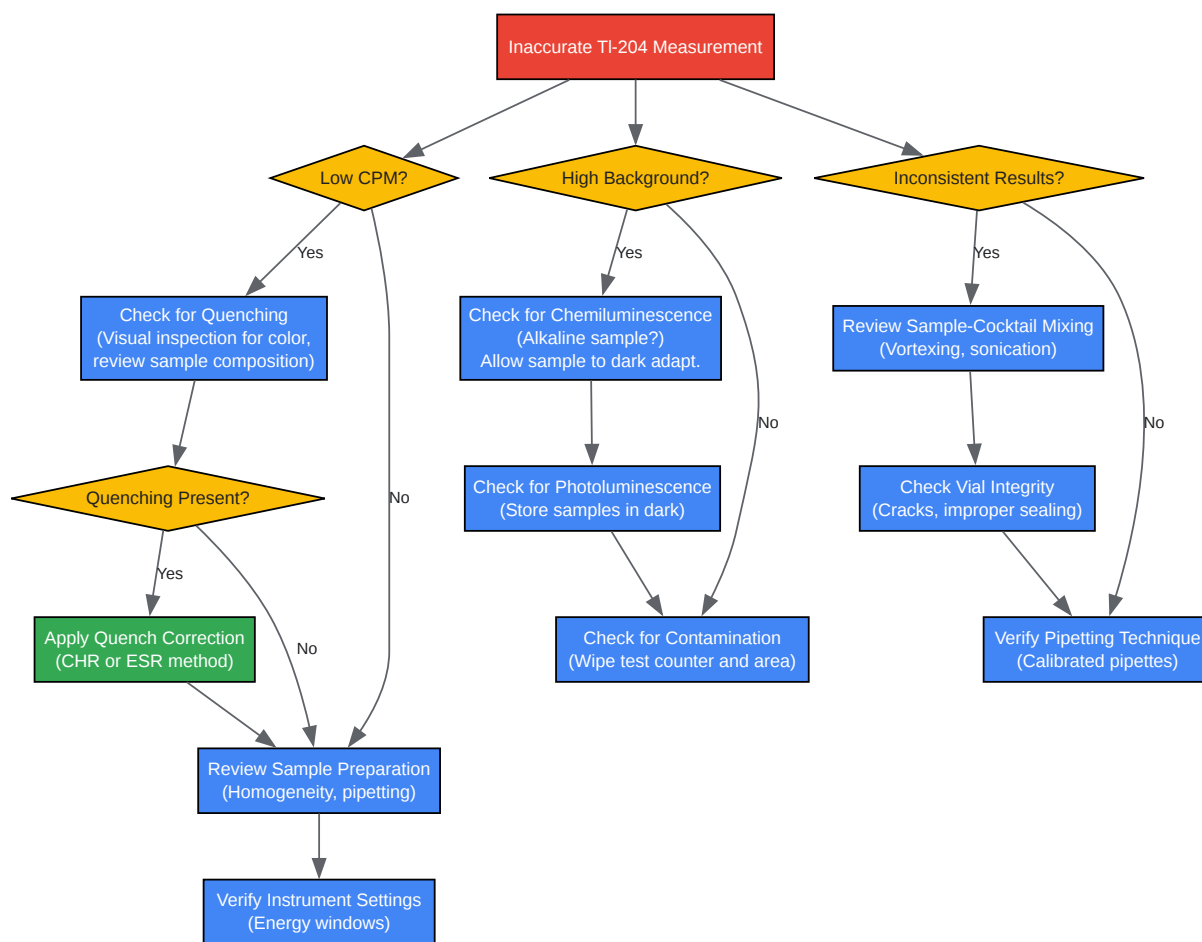 Inaccurate Tl-204 Measurement
Low CPM?
High Background?
Inconsistent Results?
Yes
Yes
Yes
Check for Quenching
(Visual inspection for color,
review sample composition)
Check for Chemiluminescence
(Alkaline sample?)
Allow sample to dark adapt.
Review Sample-Cocktail Mixing
(Vortexing, sonication)
No
No
No
Quenching Present?
Check for Photoluminescence
(Store samples in dark)
Check Vial Integrity
(Cracks, improper sealing)
Yes
No
Apply Quench Correction
(CHR or ESR method)
Check for Contamination
(Wipe test counter and area)
Verify Pipetting Technique
(Calibrated pipettes)
Review Sample Preparation
(Homogeneity, pipetting)
Verify Instrument Settings
(Energy windows)